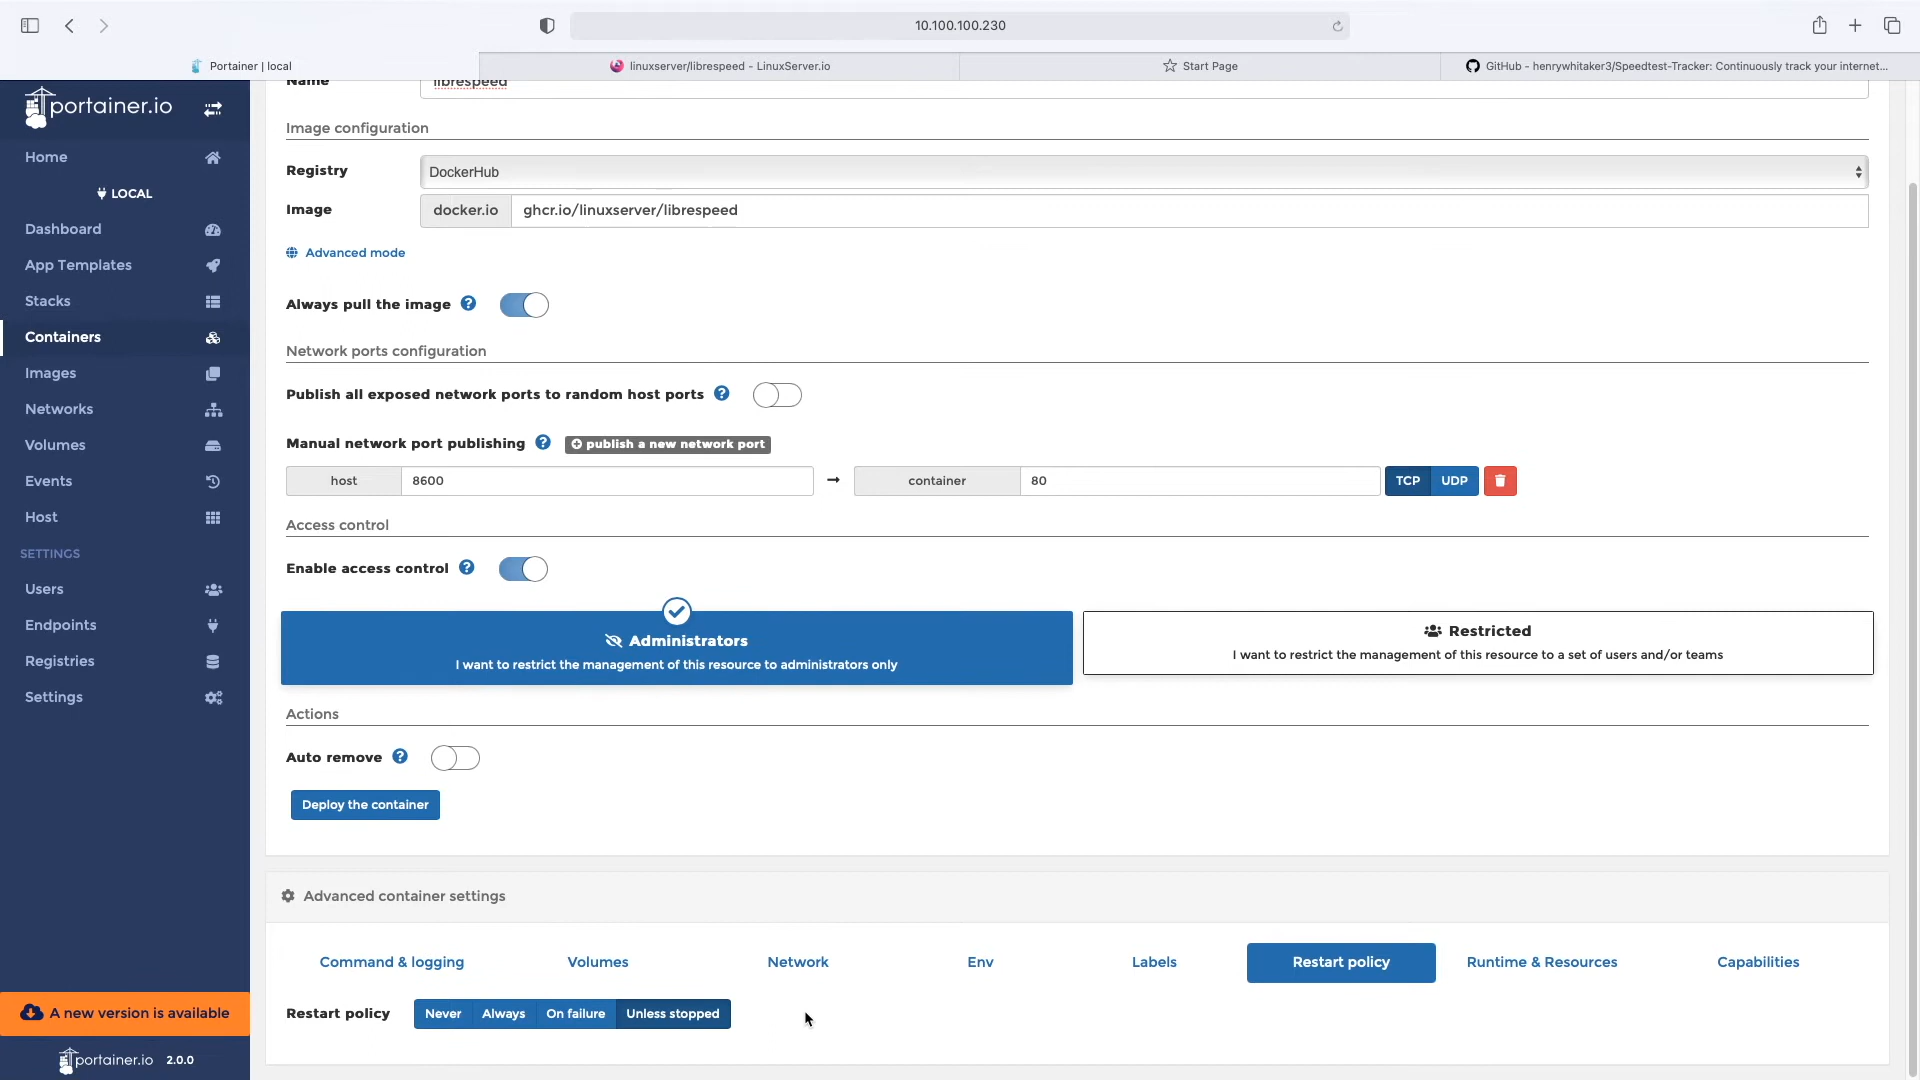 10.100.100.230
Portainer | local
linuxserver/librespeed - LinuxServer.io
Start Page
GitHub - henrywhitaker3/Speedtest-Tracker: Continuously track your internet...
portainer.io
Home
LOCAL
Dashboard
App Templates
Stacks
Containers
Images
Networks
Volumes
Events
Host
SETTINGS
Users
Endpoints
Registries
Settings
A new version is available
portainer.io 2.0.0
Name librespeed
Image configuration
Registry DockerHub
Image docker.io ghcr.io/linuxserver/librespeed
Advanced mode
Always pull the image
Network ports configuration
Publish all exposed network ports to random host ports
Manual network port publishing publish a new network port
host 8600 → container 80 TCP UDP
Access control
Enable access control
Administrators
I want to restrict the management of this resource to administrators only
Restricted
I want to restrict the management of this resource to a set of users and/or teams
Actions
Auto remove
Deploy the container
Advanced container settings
Command & logging Volumes Network Env Labels Restart policy Runtime & Resources Capabilities
Restart policy Never Always On failure Unless stopped